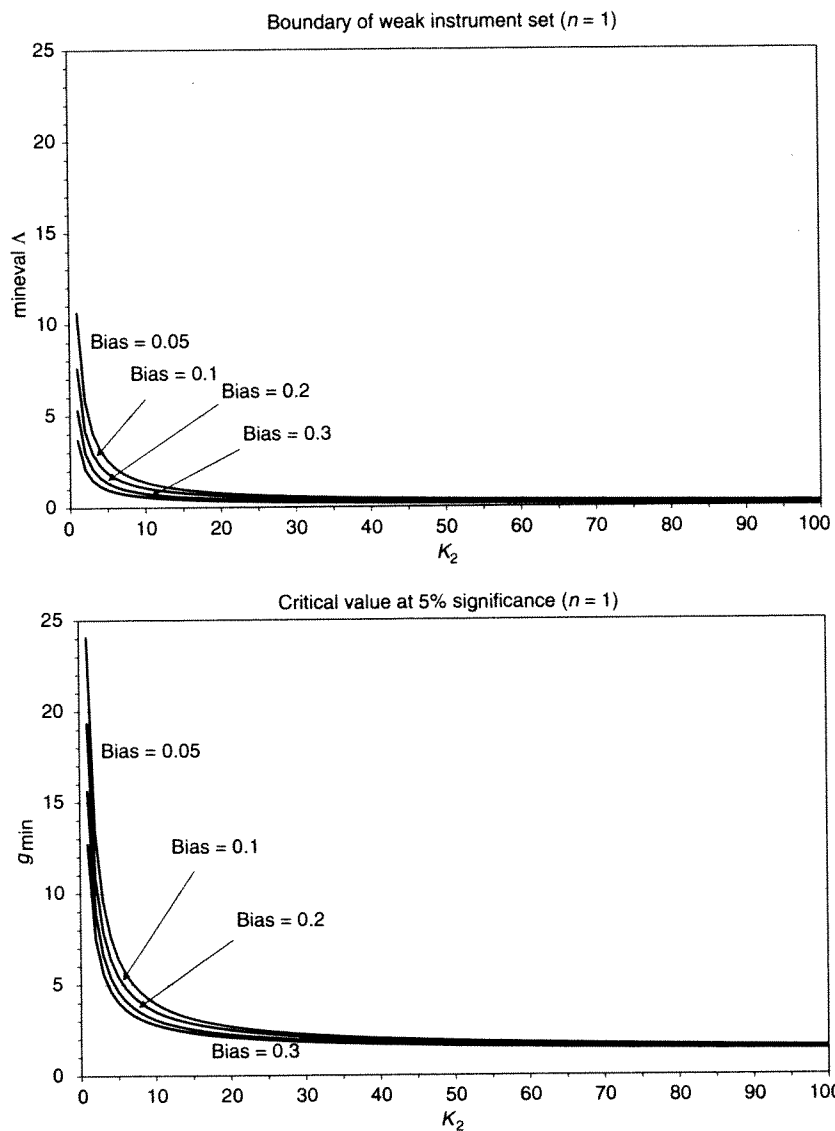 Boundary of weak instrument set (n = 1)
25
20
15
10
5
0
mineval Λ
Bias = 0.05
Bias = 0.1
Bias = 0.2
Bias = 0.3
0 10 20 30 40 50 60 70 80 90 100
K2
Critical value at 5% significance (n = 1)
25
20
15
10
5
0
gmin
Bias = 0.05
Bias = 0.1
Bias = 0.2
Bias = 0.3
0 10 20 30 40 50 60 70 80 90 100
K2